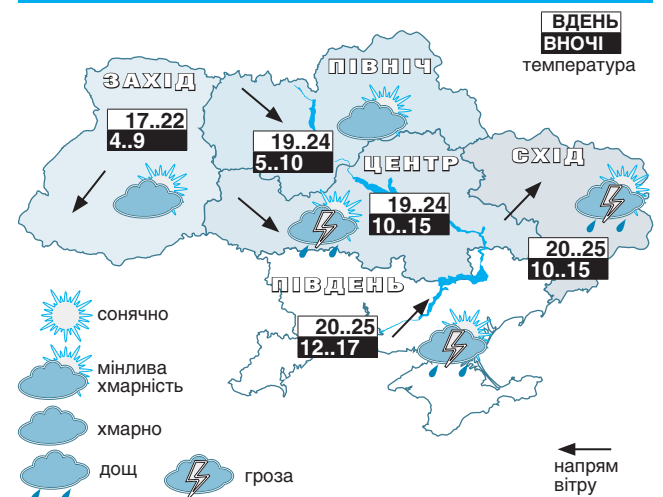 ВДЕНЬ
ВНОЧІ
температура
ПІВНІЧ
ЗАХІД
17..22
4..9
19..24
5..10
ЦЕНТР
СХІД
19..24
10..15
20..25
10..15
ПІВДЕНЬ
20..25
12..17
сонячно
мінлива
хмарність
хмарно
дощ
гроза
напрям
вітру